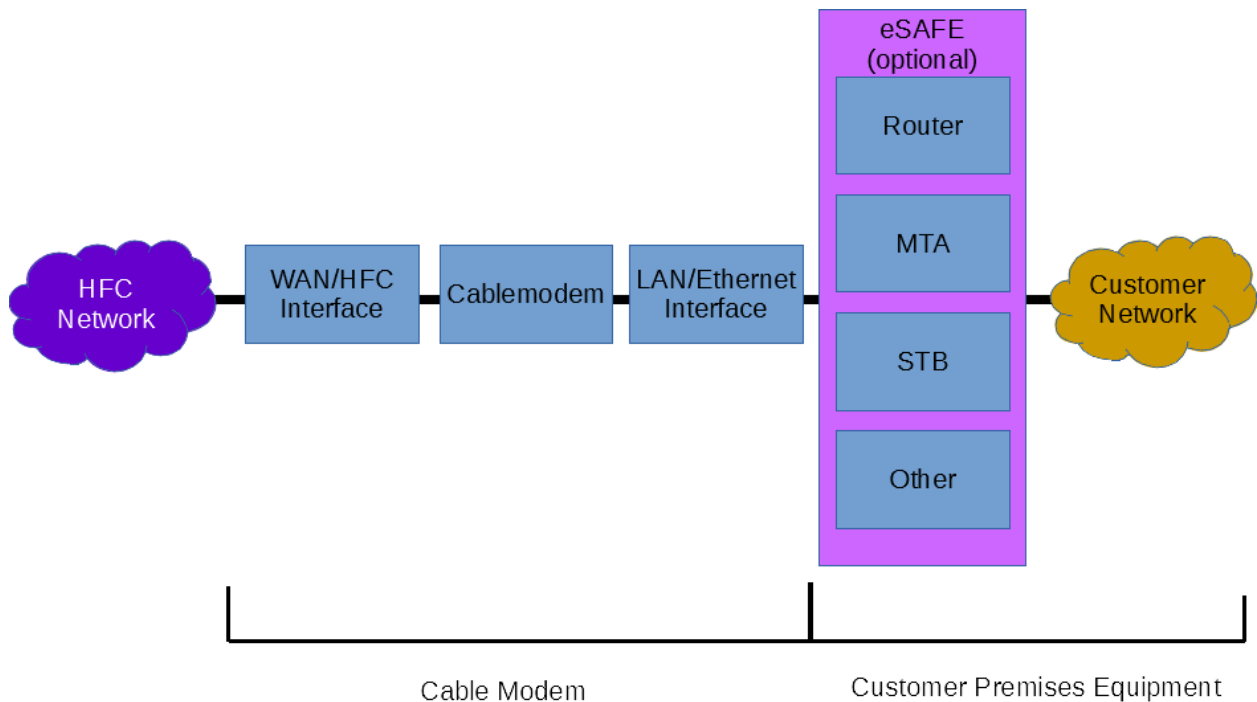 eSAFE
(optional)
Router
MTA
STB
Other
HFC
Network
WAN/HFC
Interface
Cablemodem
LAN/Ethernet
Interface
Customer
Network
Cable Modem
Customer Premises Equipment